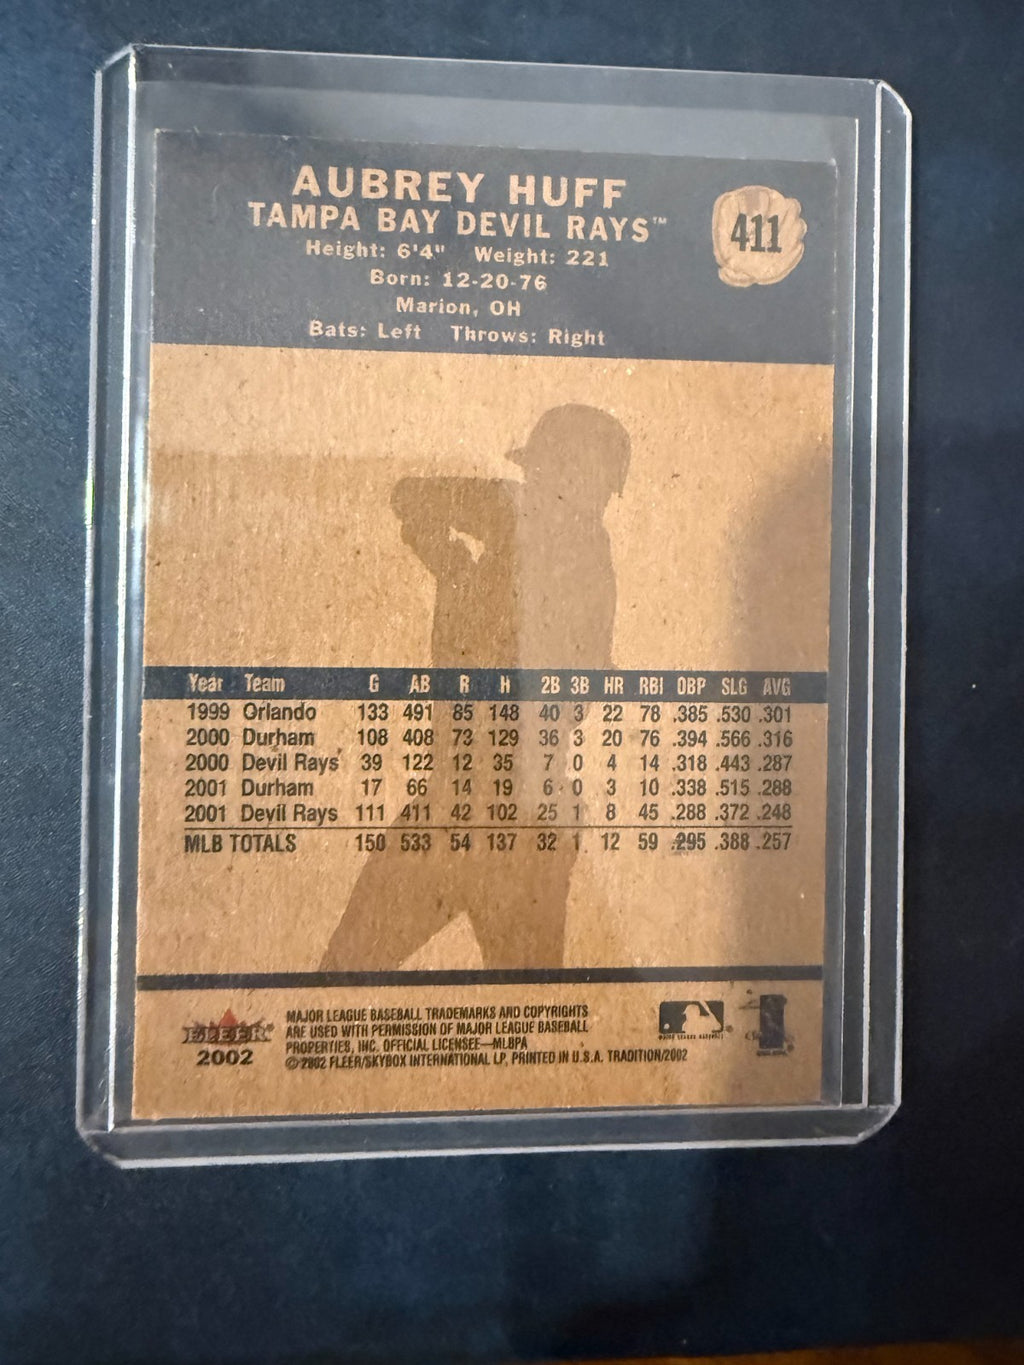 AUBREY HUFF
TAMPA BAY DEVIL RAYS™
411
Height: 6'4" Weight: 221
Born: 12-20-76
Marion, OH
Bats: Left Throws: Right
Year Team G AB R H 2B 3B HR RBI OBP SLG AVG
1999 Orlando 133 491 85 148 40 3 22 78 .385 .530 .301
2000 Durham 108 408 73 129 36 3 20 76 .394 .566 .316
2000 Devil Rays 39 122 12 35 7 0 4 14 .318 .443 .287
2001 Durham 17 66 14 19 6 0 3 10 .338 .515 .288
2001 Devil Rays 111 411 42 102 25 1 8 45 .288 .372 .248
MLB TOTALS 150 533 54 137 32 1 12 59 .295 .388 .257
FLEER
2002
MAJOR LEAGUE BASEBALL TRADEMARKS AND COPYRIGHTS
ARE USED WITH PERMISSION OF MAJOR LEAGUE BASEBALL
PROPERTIES, INC. OFFICIAL LICENSEE—MLBPA
© 2002 FLEER/SKYBOX INTERNATIONAL LP, PRINTED IN U.S.A. TRADITION/2002